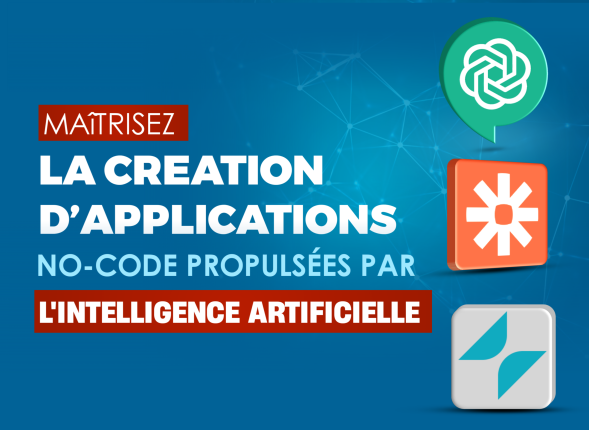 MAÎTRISEZ
LA CREATION
D'APPLICATIONS
NO-CODE PROPULSÉES PAR
L'INTELLIGENCE ARTIFICIELLE